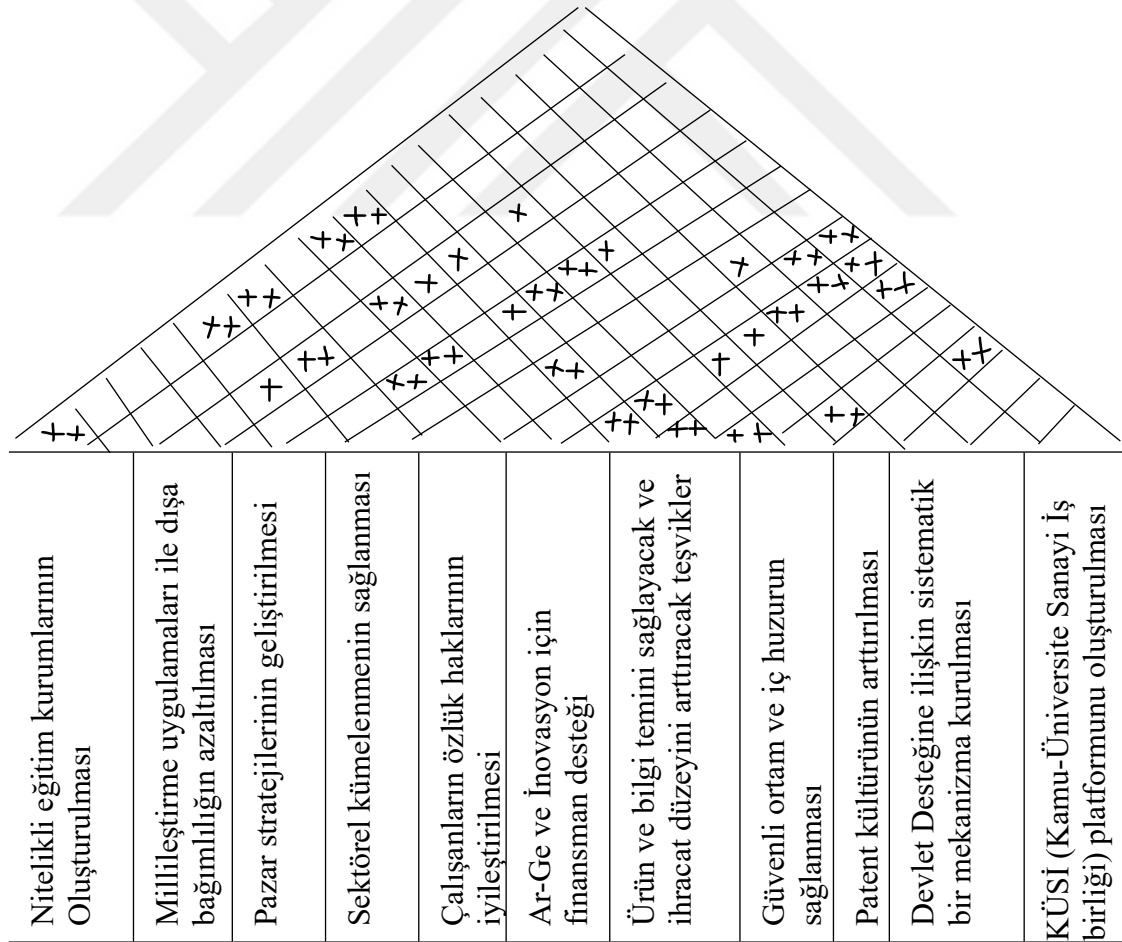 Nitelikli eğitim kurumlarının
Oluşturulması
Millileştirme uygulamaları ile dışa
bağımlılığın azaltılması
Pazar stratejilerinin geliştirilmesi
Sektörel kümelenmenin sağlanması
Çalışanların özlük haklarının
iyileştirilmesi
Ar-Ge ve İnovasyon için
finansman desteği
Ürün ve bilgi temini sağlayacak ve
ihracat düzeyini arttıracak teşvikler
Güvenli ortam ve iç huzurun
sağlanması
Patent kültürünün arttırılması
Devlet Desteğine ilişkin sistematik
bir mekanizma kurulması
KÜSİ (Kamu-Üniversite Sanayi İş
birliği) platformunu oluşturulması